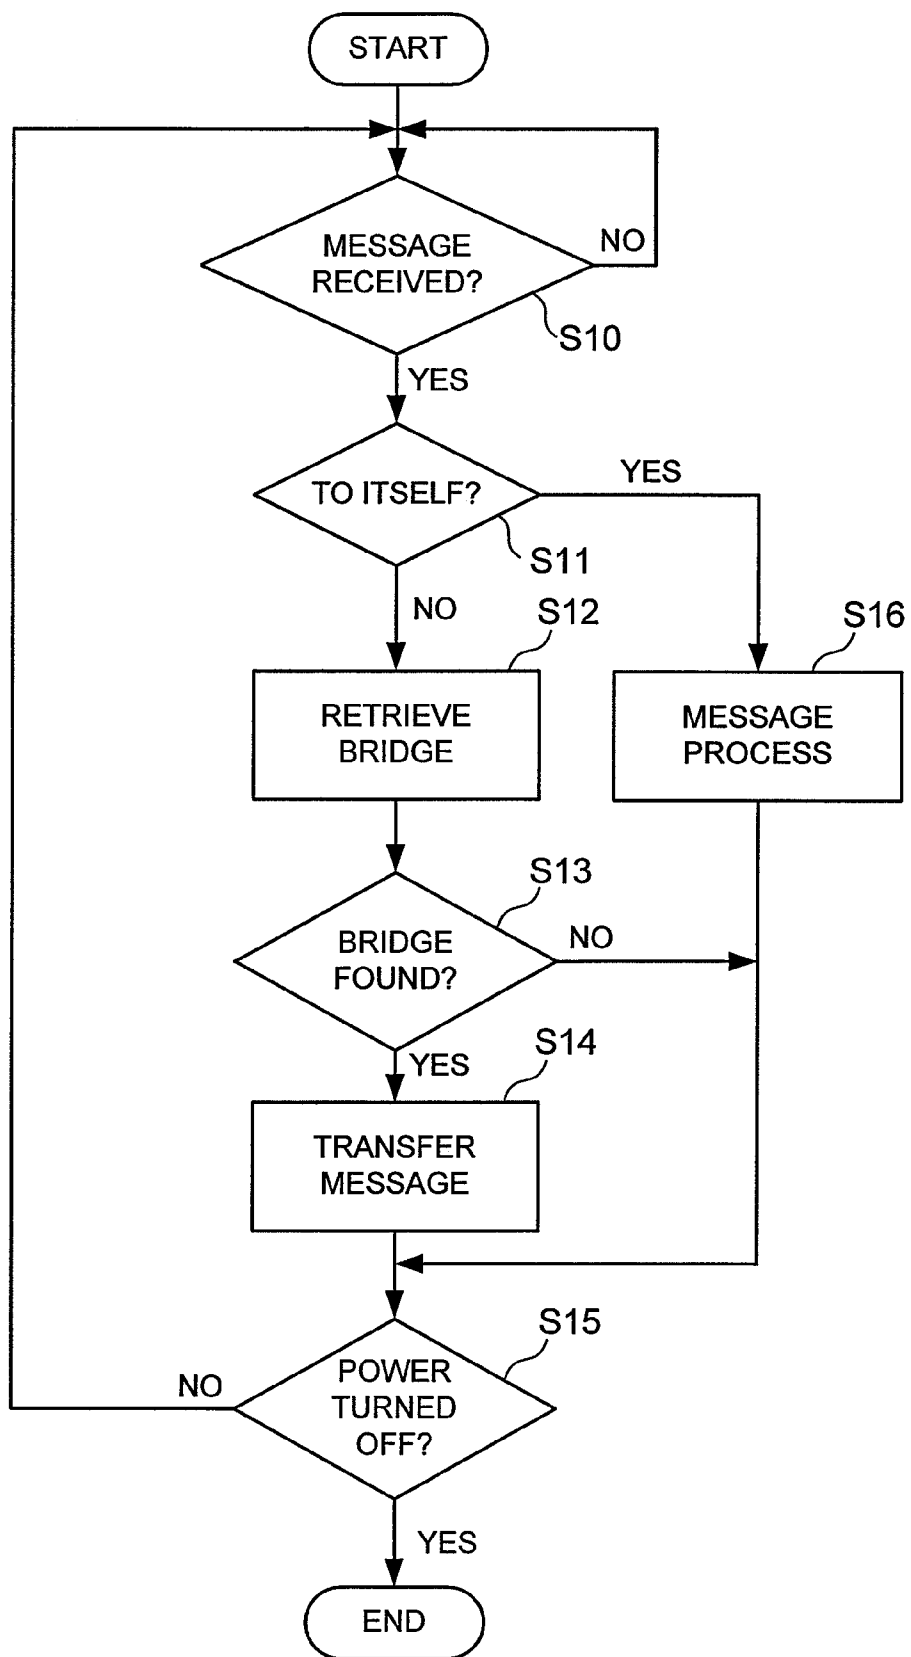 START
MESSAGE
RECEIVED?
NO
S10
YES
TO ITSELF?
YES
S11
NO
S12
S16
RETRIEVE
BRIDGE
MESSAGE
PROCESS
S13
BRIDGE
FOUND?
NO
YES
S14
TRANSFER
MESSAGE
S15
NO
POWER
TURNED
OFF?
YES
END